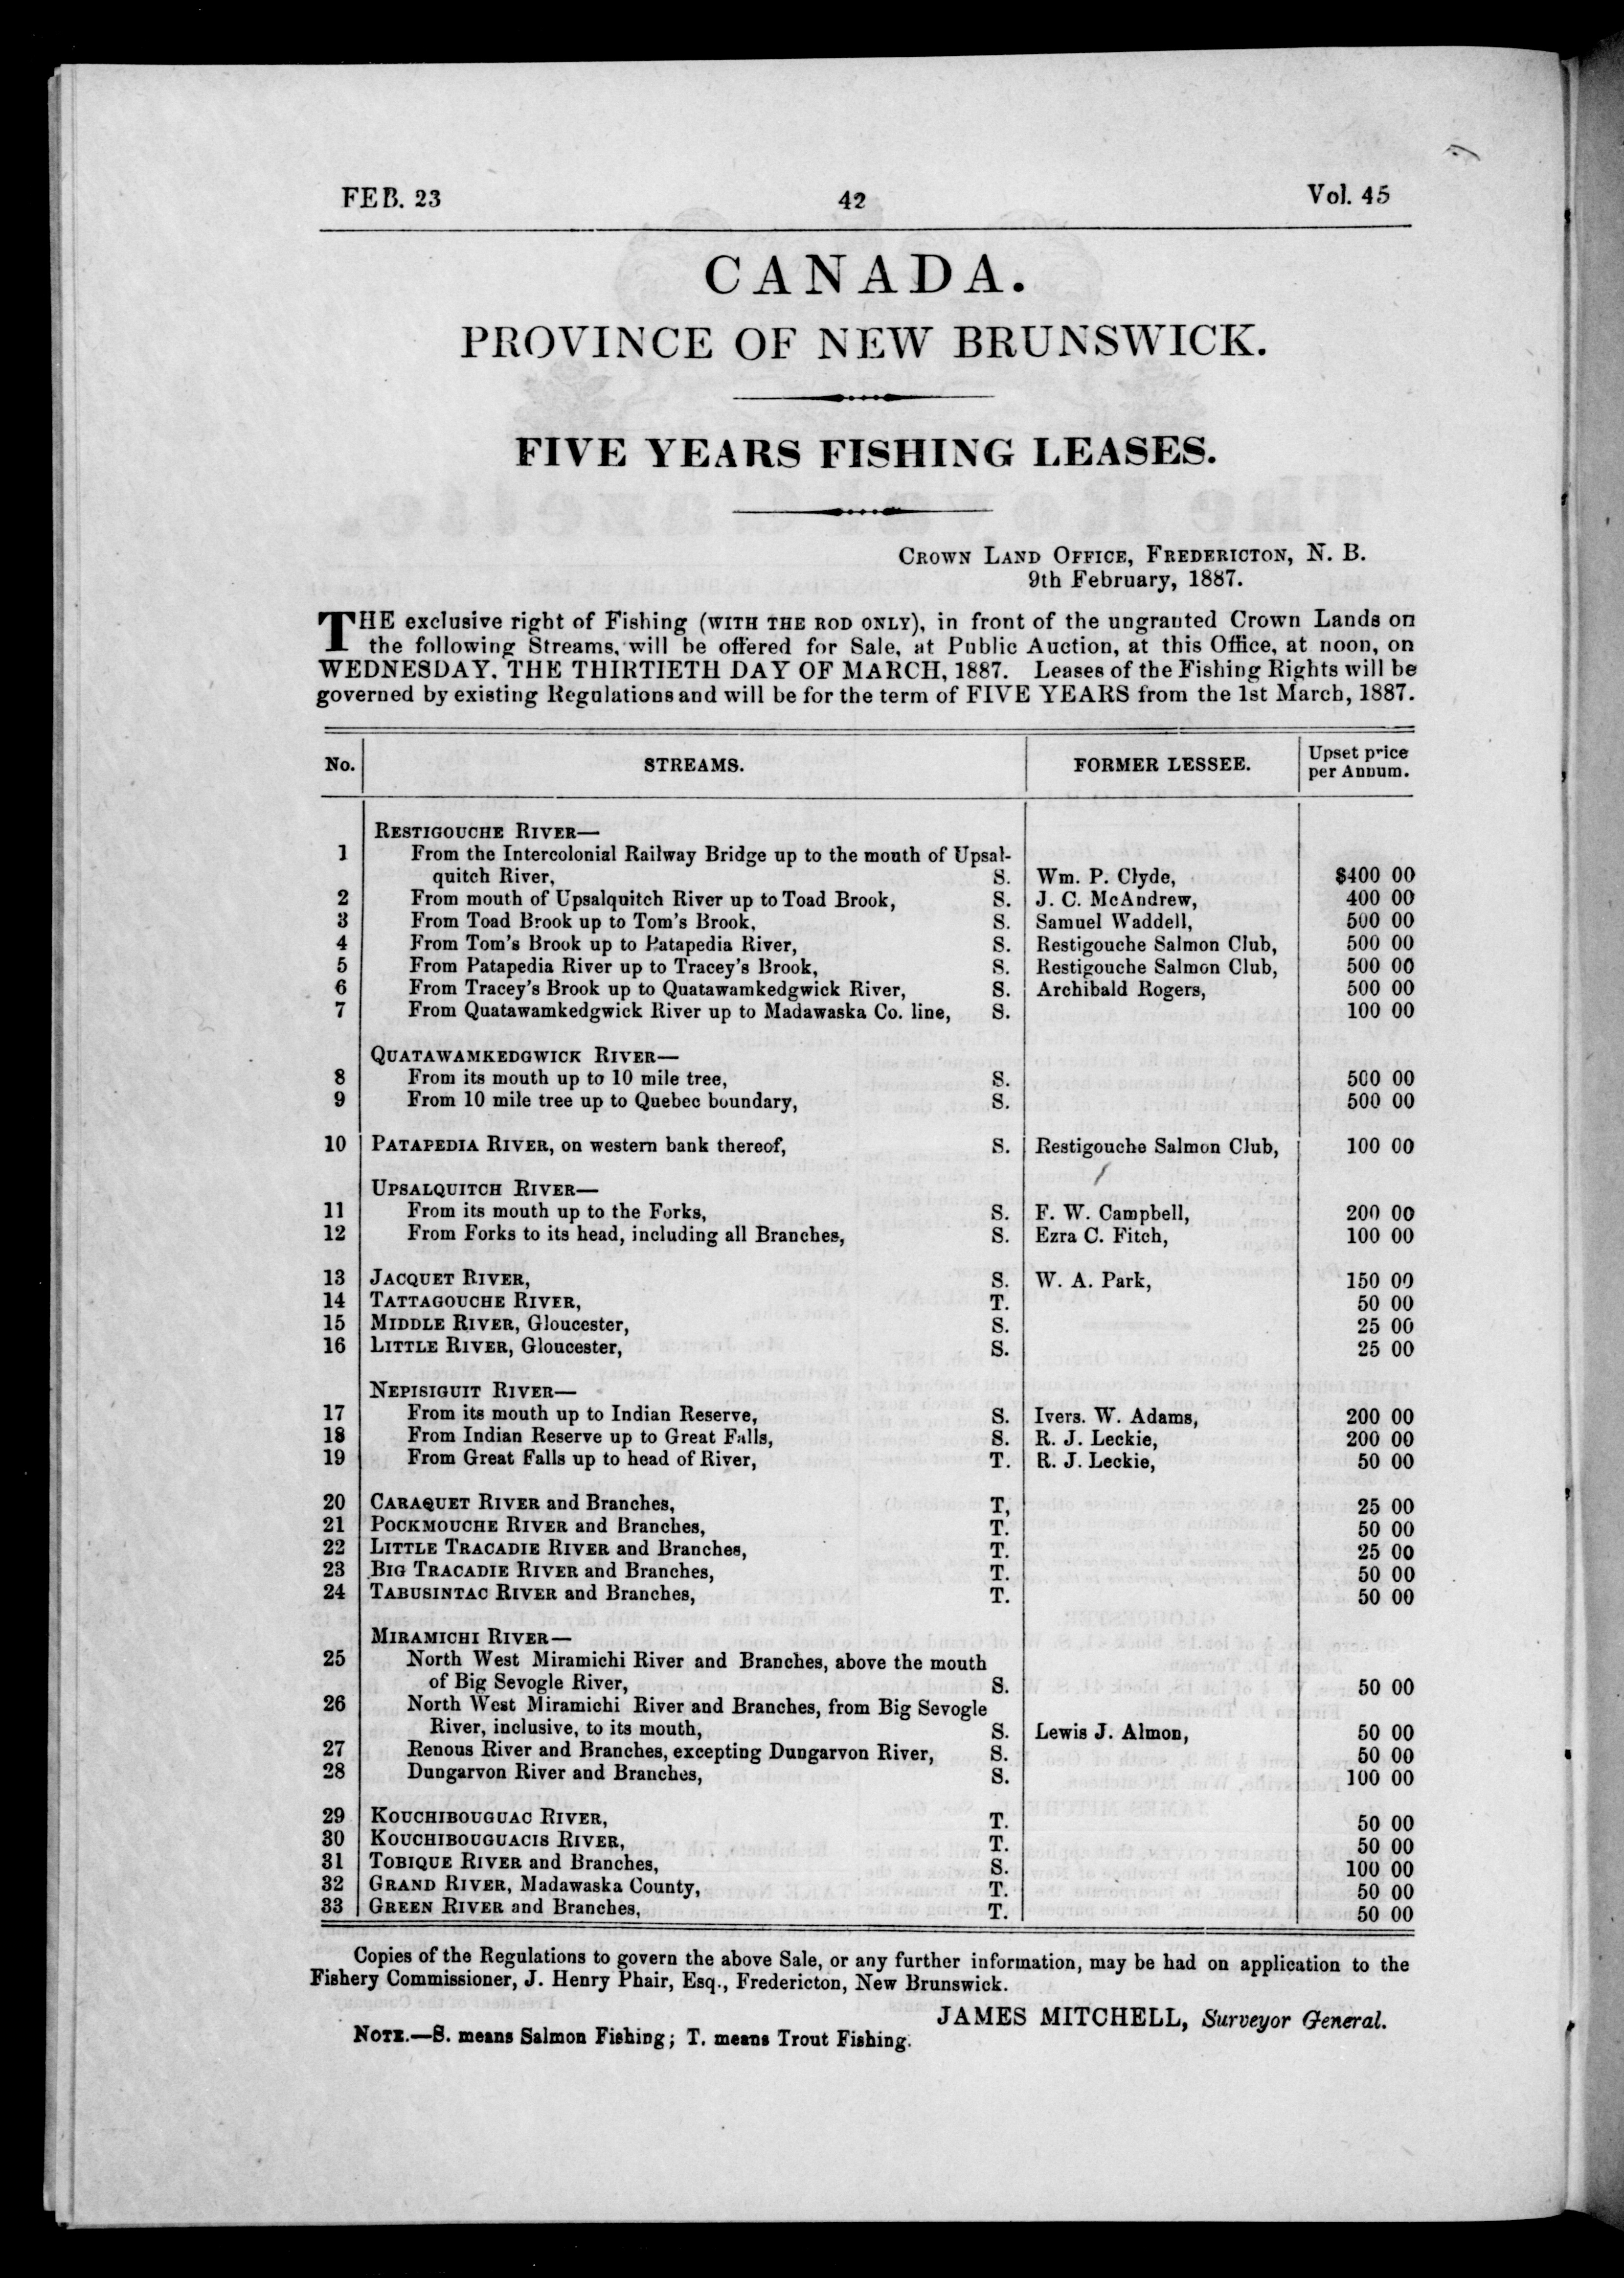 FEB. 23 42 Vol. 45
CANADA.
PROVINCE OF NEW BRUNSWICK.
FIVE YEARS FISHING LEASES.
CROWN LAND OFFICE, FREDERICTON, N. B.
9th February, 1887.
THE exclusive right of Fishing (WITH THE ROD ONLY), in front of the ungranted Crown Lands on
the following Streams, will be offered for Sale, at Public Auction, at this Office, at noon, on
WEDNESDAY, THE THIRTIETH DAY OF MARCH, 1887. Leases of the Fishing Rights will be
governed by existing Regulations and will be for the term of FIVE YEARS from the 1st March, 1887.
No. STREAMS. FORMER LESSEE. Upset price
per Annum.
RESTIGOUCHE RIVER—
1 From the Intercolonial Railway Bridge up to the mouth of Upsal-
quitch River, S. Wm. P. Clyde, $400 00
2 From mouth of Upsalquitch River up to Toad Brook, S. J. C. McAndrew, 400 00
3 From Toad Brook up to Tom's Brook, S. Samuel Waddell, 500 00
4 From Tom's Brook up to Patapedia River, S. Restigouche Salmon Club, 500 00
5 From Patapedia River up to Tracey's Brook, S. Restigouche Salmon Club, 500 00
6 From Tracey's Brook up to Quatawamkedgwick River, S. Archibald Rogers, 500 00
7 From Quatawamkedgwick River up to Madawaska Co. line, S. 100 00
QUATAWAMKEDGWICK RIVER—
8 From its mouth up to 10 mile tree, S. 500 00
9 From 10 mile tree up to Quebec boundary, S. 500 00
10 PATAPEDIA RIVER, on western bank thereof, S. Restigouche Salmon Club, 100 00
UPSALQUITCH RIVER—
11 From its mouth up to the Forks, S. F. W. Campbell, 200 00
12 From Forks to its head, including all Branches, S. Ezra C. Fitch, 100 00
13 JACQUET RIVER, S. W. A. Park, 150 00
14 TATTAGOUCHE RIVER, T. 50 00
15 MIDDLE RIVER, Gloucester, S. 25 00
16 LITTLE RIVER, Gloucester, S. 25 00
NEPISIGUIT RIVER—
17 From its mouth up to Indian Reserve, S. Ivers. W. Adams, 200 00
18 From Indian Reserve up to Great Falls, S. R. J. Leckie, 200 00
19 From Great Falls up to head of River, T. R. J. Leckie, 50 00
20 CARAQUET RIVER and Branches, T, 25 00
21 POCKMOUCHE RIVER and Branches, T. 50 00
22 LITTLE TRACADIE RIVER and Branches, T. 25 00
23 BIG TRACADIE RIVER and Branches, T. 50 00
24 TABUSINTAC RIVER and Branches, T. 50 00
MIRAMICHI RIVER—
25 North West Miramichi River and Branches, above the mouth
of Big Sevogle River, S. 50 00
26 North West Miramichi River and Branches, from Big Sevogle
River, inclusive, to its mouth, S. Lewis J. Almon, 50 00
27 Renous River and Branches, excepting Dungarvon River, S. 50 00
28 Dungarvon River and Branches, S. 100 00
29 KOUCHIBOUGUAC RIVER, T. 50 00
30 KOUCHIBOUGUACIS RIVER, T. 50 00
31 TOBIQUE RIVER and Branches, S. 100 00
32 GRAND RIVER, Madawaska County, T. 50 00
33 GREEN RIVER and Branches, T. 50 00
Copies of the Regulations to govern the above Sale, or any further information, may be had on application to the
Fishery Commissioner, J. Henry Phair, Esq., Fredericton, New Brunswick.
JAMES MITCHELL, Surveyor General.
NOTE.—S. means Salmon Fishing; T. means Trout Fishing.